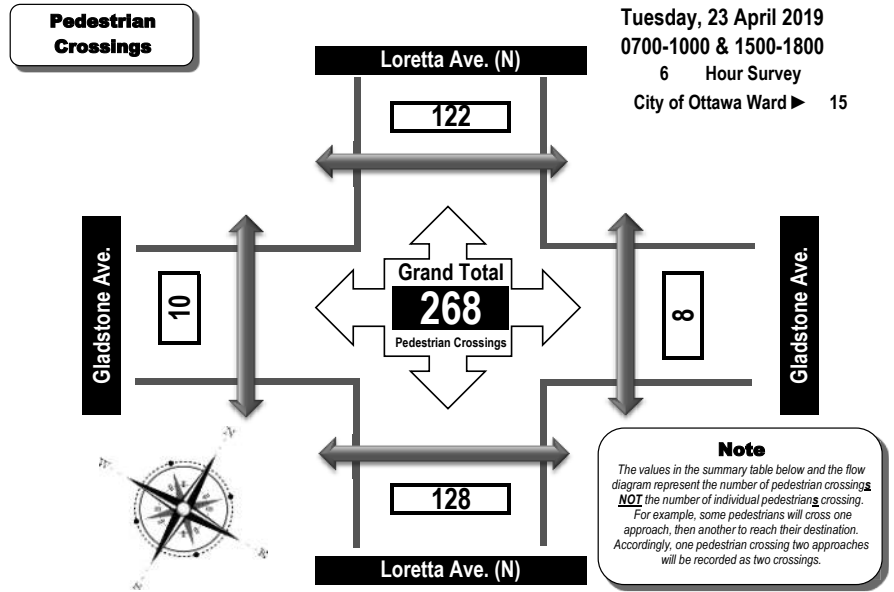 Pedestrian
Crossings
Tuesday, 23 April 2019
0700-1000 & 1500-1800
6 Hour Survey
City of Ottawa Ward ► 15
Loretta Ave. (N)
122
Gladstone Ave.
10
Grand Total
268
Pedestrian Crossings
8
Gladstone Ave.
128
Loretta Ave. (N)
N
W
E
S
Note
The values in the summary table below and the flow
diagram represent the number of pedestrian crossings
NOT the number of individual pedestrians crossing.
For example, some pedestrians will cross one
approach, then another to reach their destination.
Accordingly, one pedestrian crossing two approaches
will be recorded as two crossings.